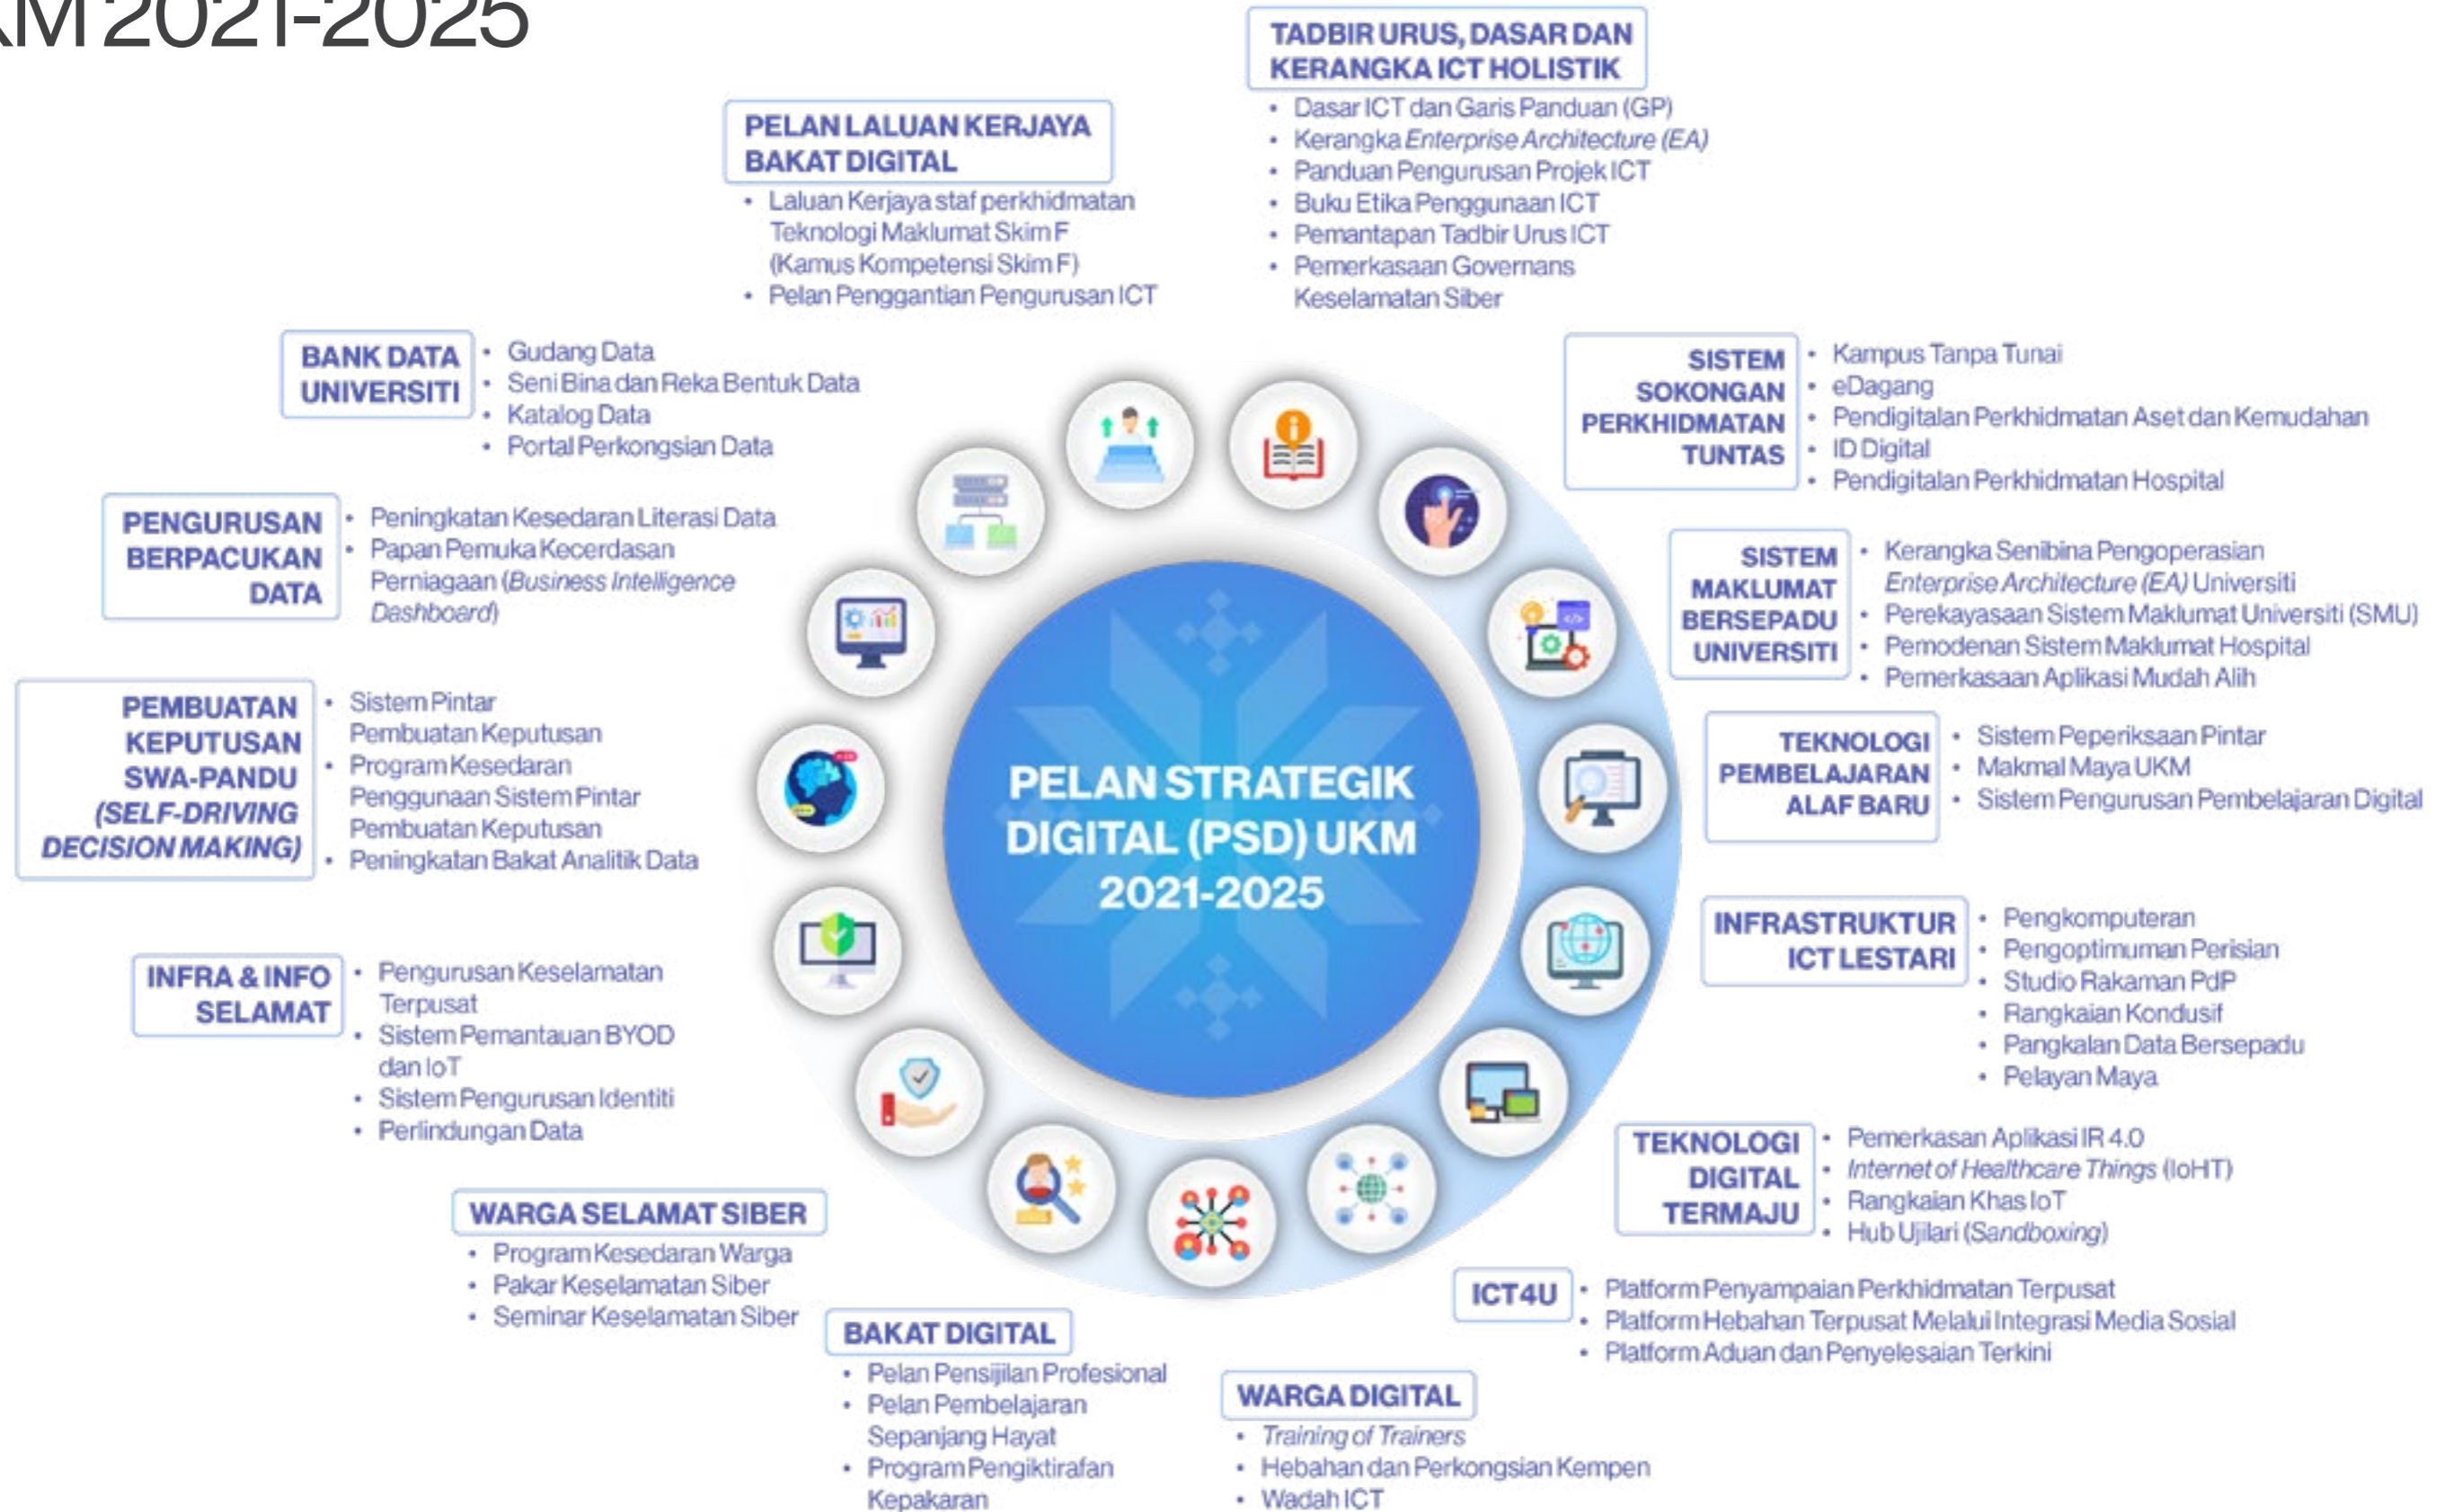 KM 2021-2025
TADBIR URUS, DASAR DAN
KERANGKA ICT HOLISTIK
• Dasar ICT dan Garis Panduan (GP)
• Kerangka Enterprise Architecture (EA)
• Panduan Pengurusan Projek ICT
• Buku Etika Penggunaan ICT
• Pemantapan Tadbir Urus ICT
• Pemerkasaan Governans
Keselamatan Siber
SISTEM
SOKONGAN
PERKHIDMATAN
TUNTAS
• Kampus Tanpa Tunai
• eDagang
• Pendigitalan Perkhidmatan Aset dan Kemudahan
• ID Digital
• Pendigitalan Perkhidmatan Hospital
SISTEM
MAKLUMAT
BERSEPADU
UNIVERSITI
• Kerangka Senibina Pengoperasian
Enterprise Architecture (EA) Universiti
• Perekayasaan Sistem Maklumat Universiti (SMU)
• Pemodenan Sistem Maklumat Hospital
• Pemerkasaan Aplikasi Mudah Alih
TEKNOLOGI
PEMBELAJARAN
ALAF BARU
• Sistem Peperiksaan Pintar
• Makmal Maya UKM
• Sistem Pengurusan Pembelajaran Digital
INFRASTRUKTUR
ICT LESTARI
• Pengkomputeran
• Pengoptimuman Perisian
• Studio Rakaman PdP
• Rangkaian Kondusif
• Pangkalan Data Bersepadu
• Pelayan Maya
TEKNOLOGI
DIGITAL
TERMAJU
• Pemerkasan Aplikasi IR 4.0
• Internet of Healthcare Things (IoHT)
• Rangkaian Khas IoT
• Hub Ujilari (Sandboxing)
ICT4U
• Platform Penyampaian Perkhidmatan Terpusat
• Platform Hebahan Terpusat Melalui Integrasi Media Sosial
• Platform Aduan dan Penyelesaian Terkini
WARGA DIGITAL
• Training of Trainers
• Hebahan dan Perkongsian Kempen
• Wadah ICT
BAKAT DIGITAL
• Pelan Pensijilan Profesional
• Pelan Pembelajaran
Sepanjang Hayat
• Program Pengiktirafan
Kepakaran
WARGA SELAMAT SIBER
• Program Kesedaran Warga
• Pakar Keselamatan Siber
• Seminar Keselamatan Siber
INFRA & INFO
SELAMAT
• Pengurusan Keselamatan
Terpusat
• Sistem Pemantauan BYOD
dan IoT
• Sistem Pengurusan Identiti
• Perlindungan Data
PEMBUATAN
KEPUTUSAN
SWA-PANDU
(SELF-DRIVING
DECISION MAKING)
• Sistem Pintar
Pembuatan Keputusan
• Program Kesedaran
Penggunaan Sistem Pintar
Pembuatan Keputusan
• Peningkatan Bakat Analitik Data
PENGURUSAN
BERPACUKAN
DATA
• Peningkatan Kesedaran Literasi Data
• Papan Pemuka Kecerdasan
Perniagaan (Business Intelligence
Dashboard)
BANK DATA
UNIVERSITI
• Gudang Data
• Seni Bina dan Reka Bentuk Data
• Katalog Data
• Portal Perkongsian Data
PELAN LALUAN KERJAYA
BAKAT DIGITAL
• Laluan Kerjaya staf perkhidmatan
Teknologi Maklumat Skim F
(Kamus Kompetensi Skim F)
• Pelan Penggantian Pengurusan ICT
PELAN STRATEGIK
DIGITAL (PSD) UKM
2021-2025